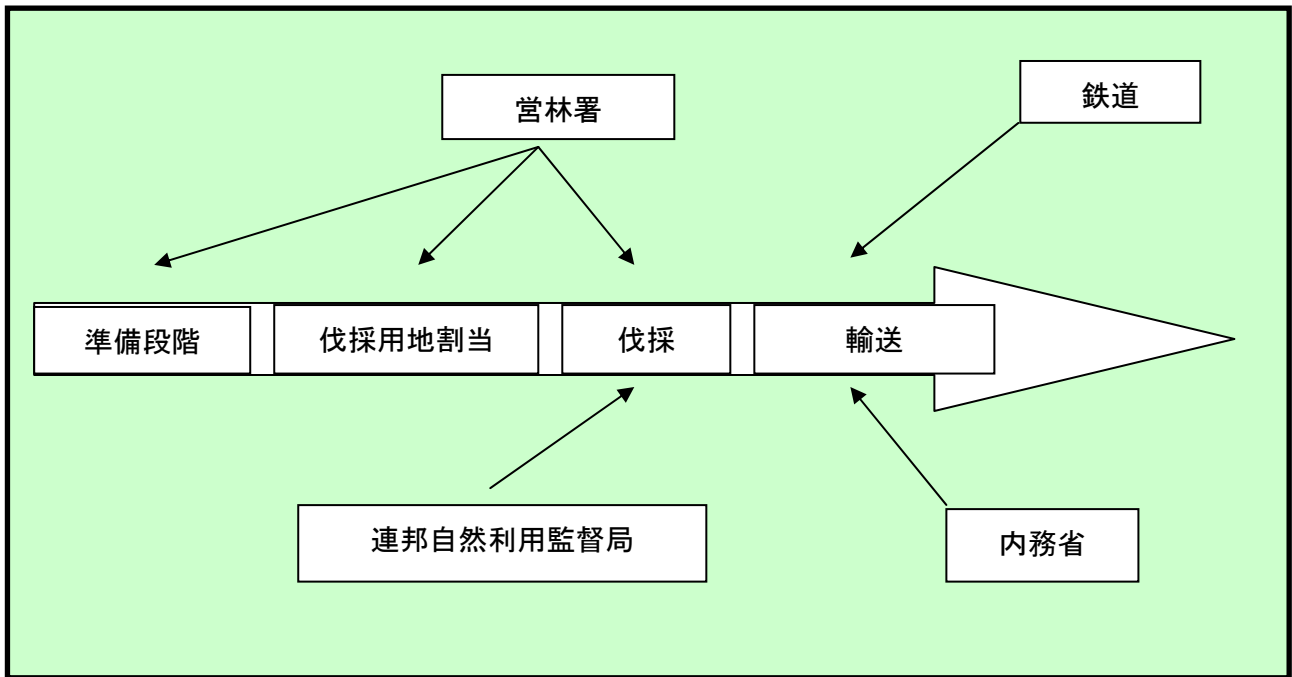 営林署
鉄道
準備段階
伐採用地割当
伐採
輸送
連邦自然利用監督局
内務省